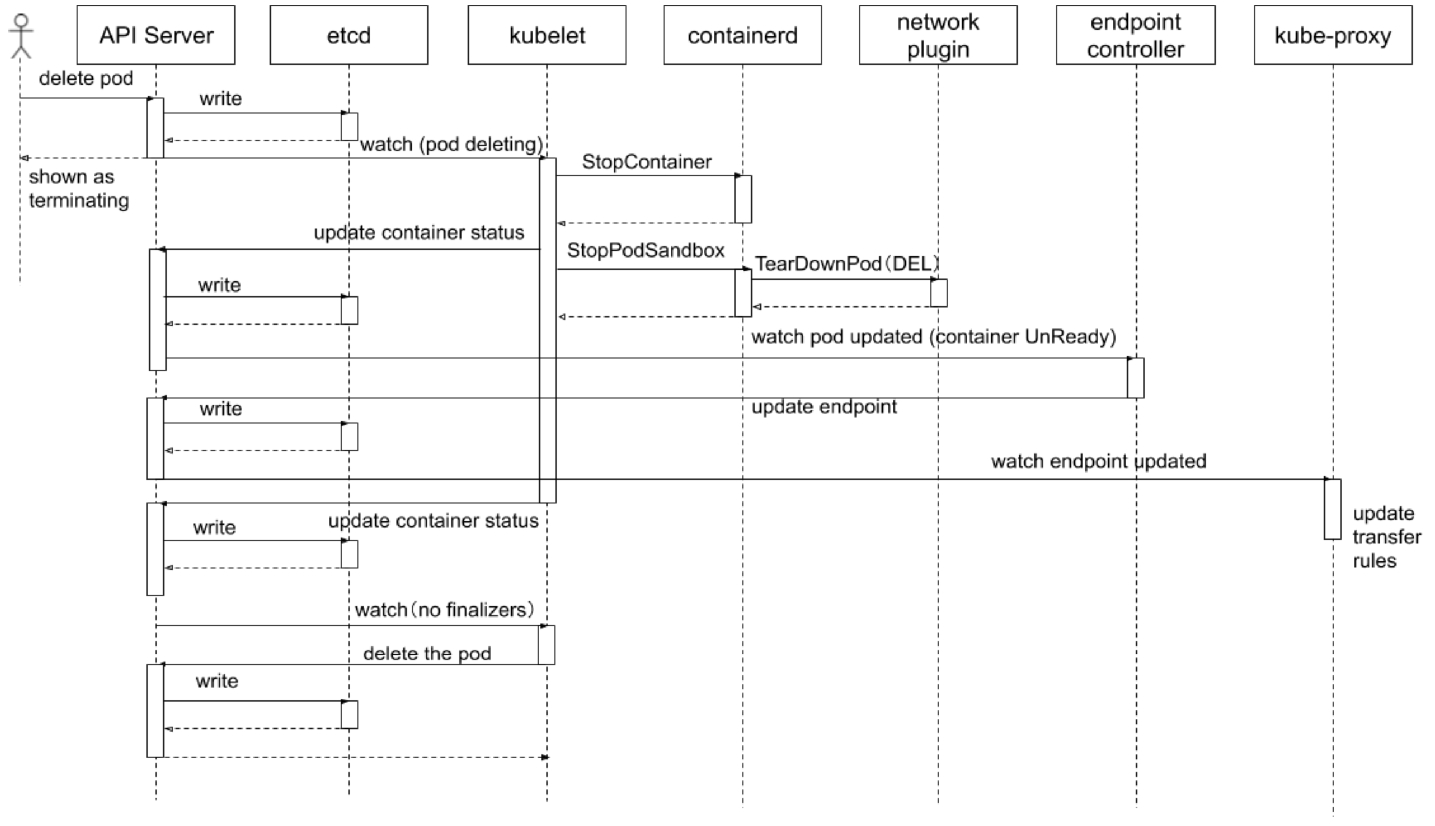 API Server
etcd
kubelet
containerd
network
plugin
endpoint
controller
kube-proxy
delete pod
write
watch (pod deleting)
StopContainer
shown as
terminating
update container status
StopPodSandbox
TearDownPod(DEL)
write
watch pod updated (container UnReady)
write
update endpoint
watch endpoint updated
update container status
write
update
transfer
rules
watch(no finalizers)
delete the pod
write